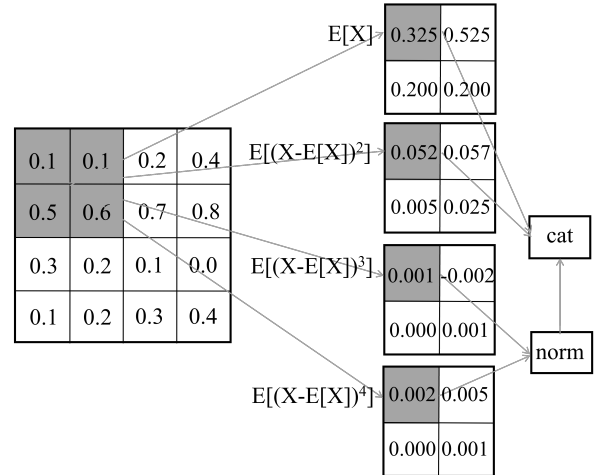 E[X]
0.325 0.525
0.200 0.200
0.1 0.1 0.2 0.4
0.5 0.6 0.7 0.8
0.3 0.2 0.1 0.0
0.1 0.2 0.3 0.4
E[(X-E[X])²]
0.052 0.057
0.005 0.025
E[(X-E[X])³]
0.001 -0.002
0.000 0.001
E[(X-E[X])⁴]
0.002 0.005
0.000 0.001
cat
norm